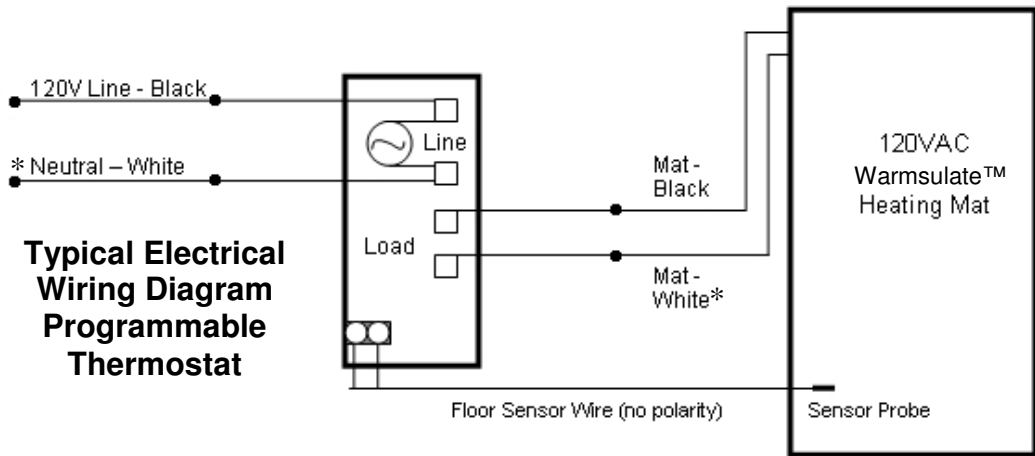 120V Line - Black
* Neutral – White
Line
Load
Typical Electrical
Wiring Diagram
Programmable
Thermostat
Mat -
Black
Mat -
White*
120VAC
Warmsulate™
Heating Mat
Floor Sensor Wire (no polarity)
Sensor Probe